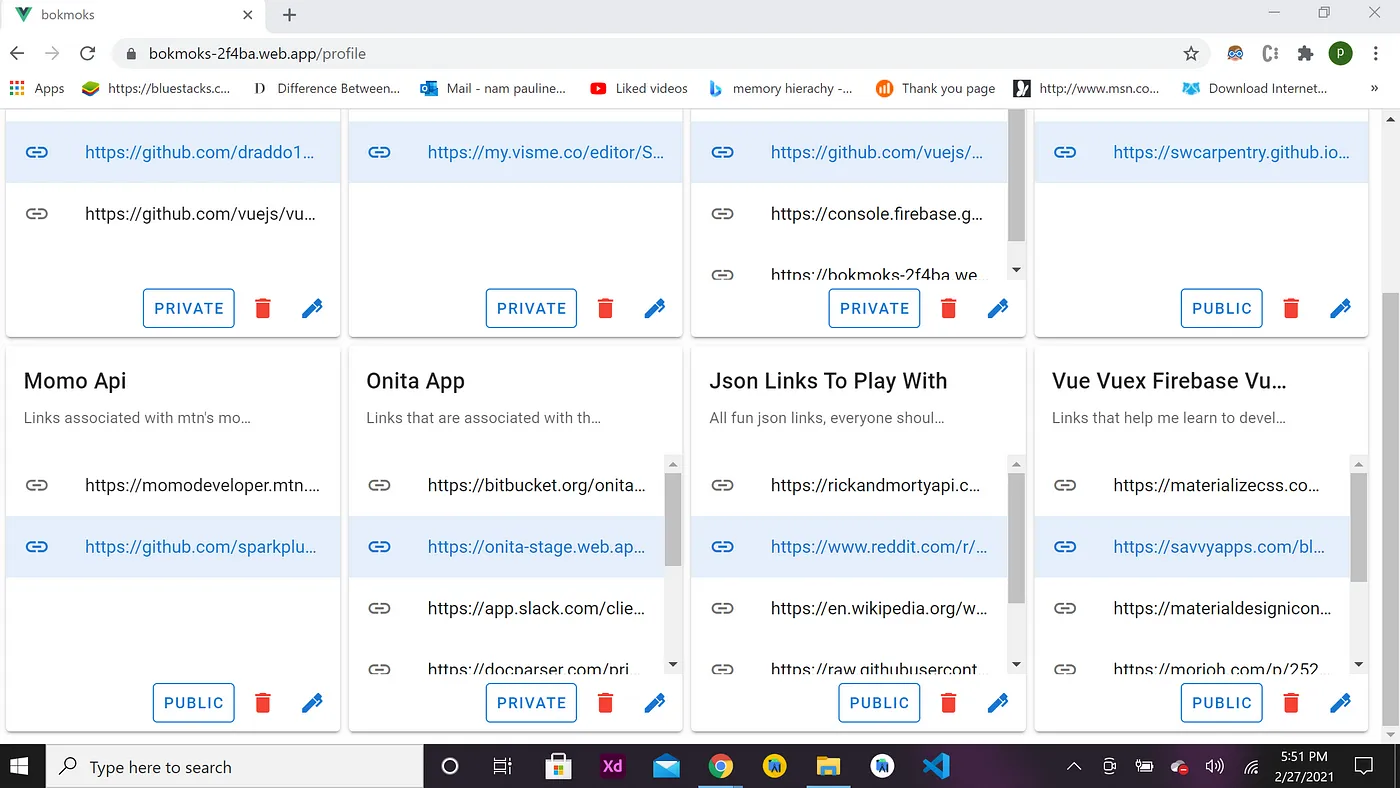 bokmoks
bokmoks-2f4ba.web.app/profile
P
Apps
https://bluestacks.c...
Difference Between...
Mail - nam pauline...
Liked videos
memory hierachy -...
Thank you page
http://www.msn.co...
Download Internet...
»
https://github.com/draddo1...
https://github.com/vuejs/vu...
PRIVATE
https://my.visme.co/editor/S...
PRIVATE
https://github.com/vuejs/...
https://console.firebase.g...
https://bokmoks-2f4ba.we...
PRIVATE
https://swcarpentry.github.io...
PUBLIC
Momo Api
Links associated with mtn's mo...
https://momodeveloper.mtn....
https://github.com/sparkplu...
PUBLIC
Onita App
Links that are associated with th...
https://bitbucket.org/onita...
https://onita-stage.web.ap...
https://app.slack.com/clie...
https://docparser.com/pri...
PRIVATE
Json Links To Play With
All fun json links, everyone shoul...
https://rickandmortyapi.c...
https://www.reddit.com/r/...
https://en.wikipedia.org/w...
https://raw.githubusercont...
PUBLIC
Vue Vuex Firebase Vu...
Links that help me learn to devel...
https://materializecss.co...
https://savvyapps.com/bl...
https://materialdesignicon...
https://morioh.com/p/252...
PUBLIC
Type here to search
Xd
5:51 PM
2/27/2021